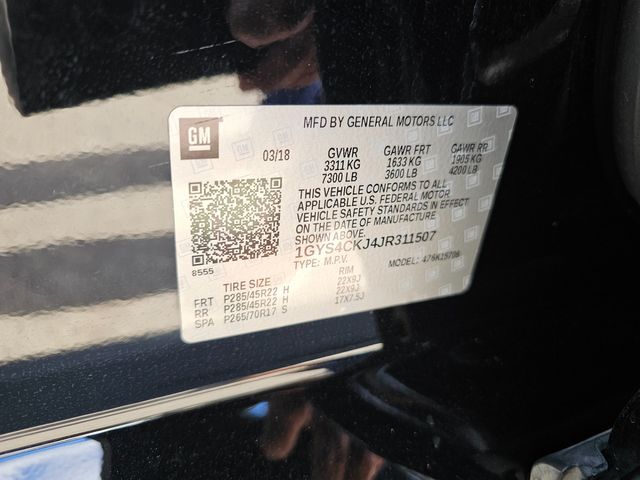 GM
MFD BY GENERAL MOTORS LLC
03/18 GVWR GAWR FRT GAWR RR
3311 KG 1633 KG 1905 KG
7300 LB 3600 LB 4200 LB
THIS VEHICLE CONFORMS TO ALL
APPLICABLE U.S. FEDERAL MOTOR
VEHICLE SAFETY STANDARDS IN EFFECT
ON THE DATE OF MANUFACTURE
SHOWN ABOVE.
1GYS4CKJ4JR311507
TYPE: M.P.V. MODEL: 476K15706
8555
TIRE SIZE RIM
FRT P285/45R22 H 22X9J
RR P285/45R22 H 22X9J
SPA P265/70R17 S 17X7.5J